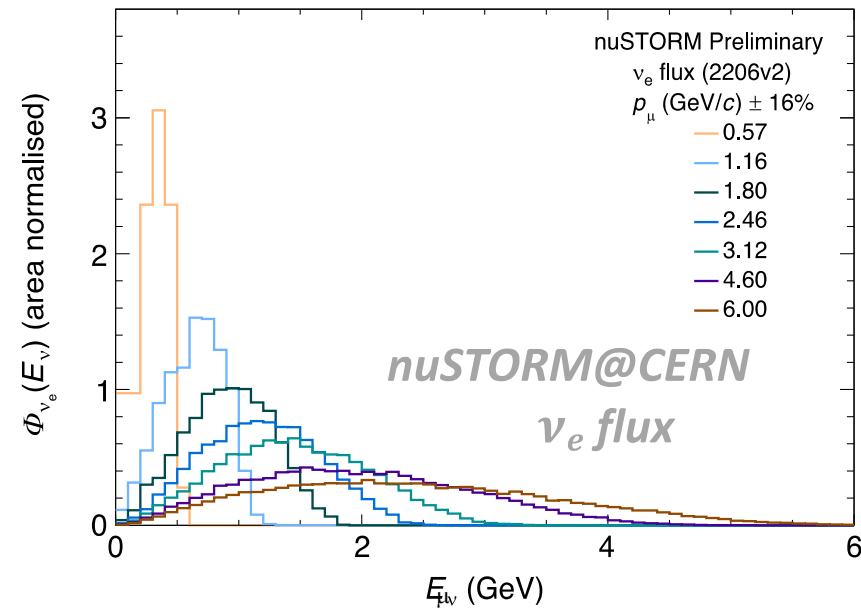 nuSTORM Preliminary
νe flux (2206v2)
pμ (GeV/c) ± 16%
0.57
1.16
1.80
2.46
3.12
4.60
6.00
nuSTORM@CERN
νe flux
Φνe(Eν) (area normalised)
3
2
1
0
0 2 4 6
(GeV)